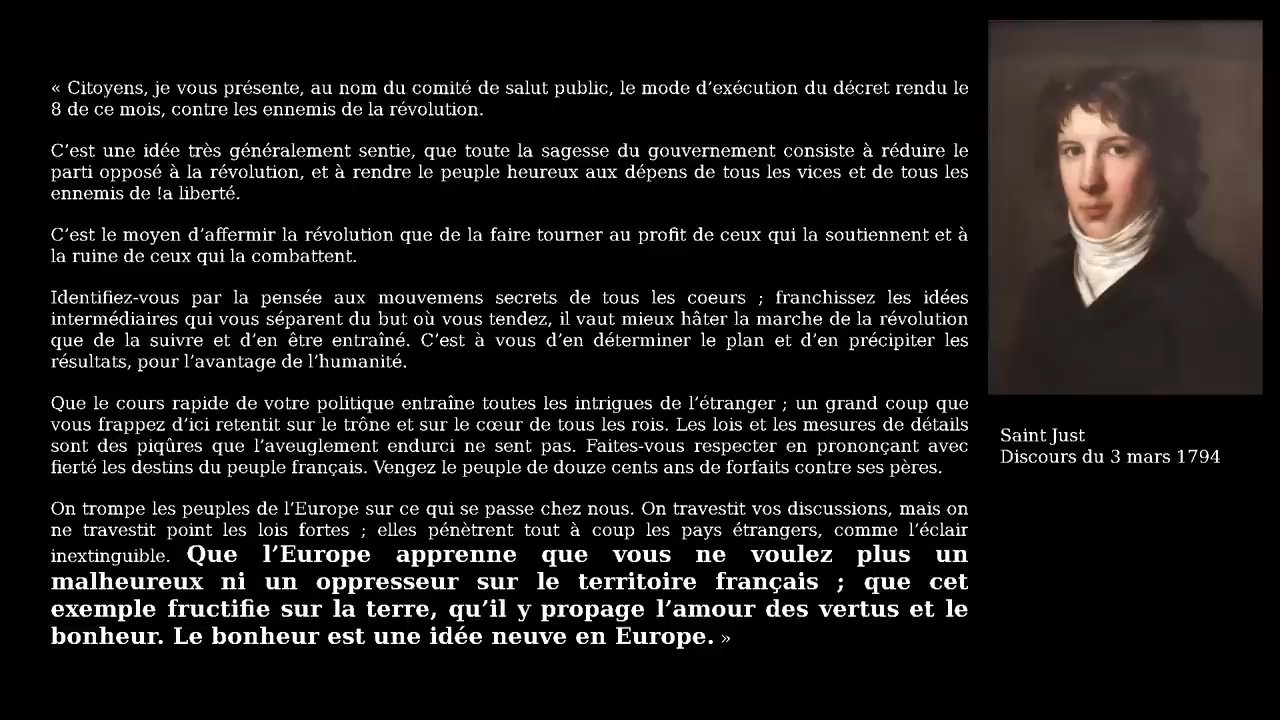 « Citoyens, je vous présente, au nom du comité de salut public, le mode d’exécution du décret rendu le
8 de ce mois, contre les ennemis de la révolution.
C’est une idée très généralement sentie, que toute la sagesse du gouvernement consiste à réduire le
parti opposé à la révolution, et à rendre le peuple heureux aux dépens de tous les vices et de tous les
ennemis de !a liberté.
C’est le moyen d’affermir la révolution que de la faire tourner au profit de ceux qui la soutiennent et à
la ruine de ceux qui la combattent.
Identifiez-vous par la pensée aux mouvemens secrets de tous les coeurs ; franchissez les idées
intermédiaires qui vous séparent du but où vous tendez, il vaut mieux hâter la marche de la révolution
que de la suivre et d’en être entraîné. C’est à vous d’en déterminer le plan et d’en précipiter les
résultats, pour l’avantage de l’humanité.
Que le cours rapide de votre politique entraîne toutes les intrigues de l’étranger ; un grand coup que
vous frappez d’ici retentit sur le trône et sur le cœur de tous les rois. Les lois et les mesures de détails
sont des piqûres que l’aveuglement endurci ne sent pas. Faites-vous respecter en prononçant avec
fierté les destins du peuple français. Vengez le peuple de douze cents ans de forfaits contre ses pères.
On trompe les peuples de l’Europe sur ce qui se passe chez nous. On travestit vos discussions, mais on
ne travestit point les lois fortes ; elles pénètrent tout à coup les pays étrangers, comme l’éclair
inextinguible. Que l’Europe apprenne que vous ne voulez plus un
malheureux ni un oppresseur sur le territoire français ; que cet
exemple fructifie sur la terre, qu’il y propage l’amour des vertus et le
bonheur. Le bonheur est une idée neuve en Europe. »
Saint Just
Discours du 3 mars 1794